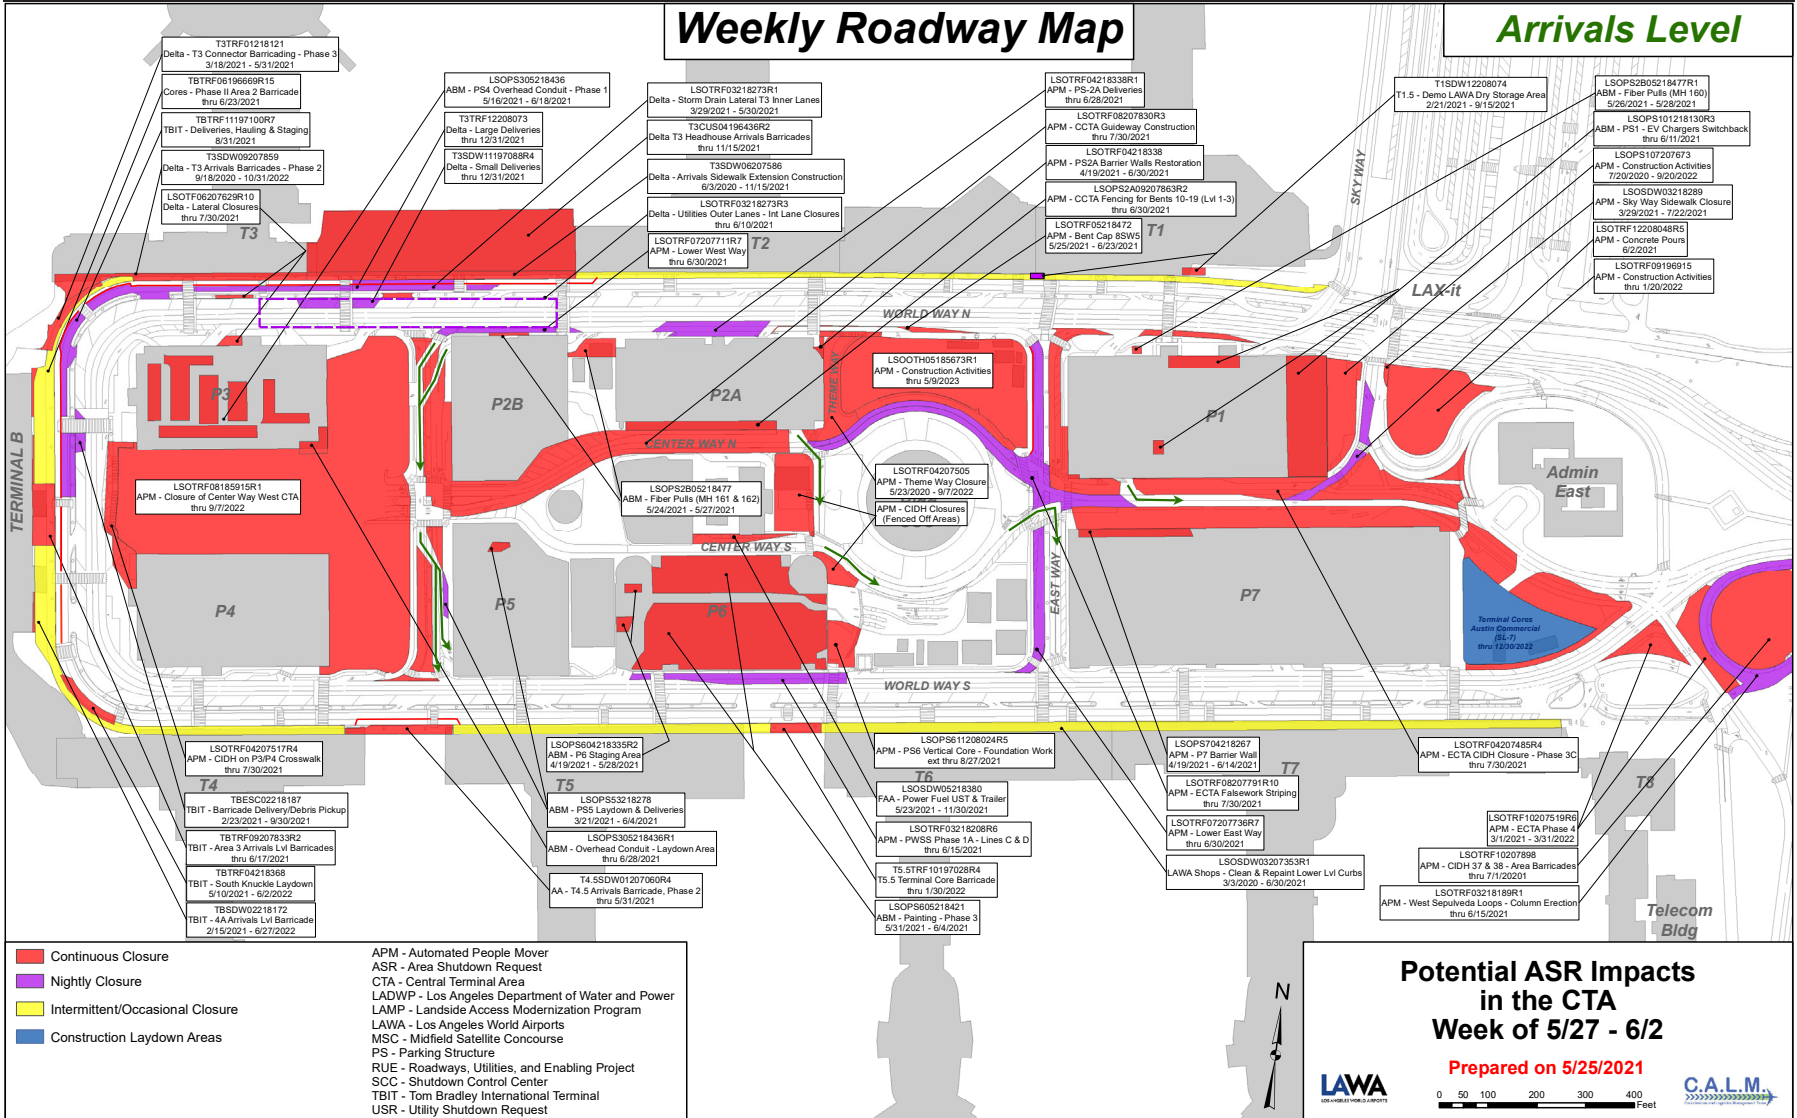 Weekly Roadway Map
Arrivals Level
T3TRF01218121
Delta - T3 Connector Barricading - Phase 3
3/18/2021 - 5/31/2021
TBTRF06196669R15
Cores - Phase II Area 2 Barricade
thru 6/23/2021
TBTRF11197100R7
TBIT - Deliveries, Hauling & Staging
8/31/2021
T3SDW09207859
Delta - T3 Arrivals Barricades - Phase 2
9/18/2020 - 10/31/2022
LSOTF06207629R10
Delta - Lateral Closures
thru 7/30/2021
LSOPS305218436
ABM - PS4 Overhead Conduit - Phase 1
5/16/2021 - 6/18/2021
T3TRF12208073
Delta - Large Deliveries
thru 12/31/2021
T3SDW11197088R4
Delta - Small Deliveries
thru 12/31/2021
LSOTRF03218273R1
Delta - Storm Drain Lateral T3 Inner Lanes
3/29/2021 - 5/30/2021
T3CUS04196436R2
Delta T3 Headhouse Arrivals Barricades
thru 11/15/2021
T3SDW06207586
Delta - Arrivals Sidewalk Extension Construction
6/3/2020 - 11/15/2021
LSOTRF03218273R3
Delta - Utilities Outer Lanes - Int Lane Closures
thru 6/10/2021
LSOTRF07207711R7
APM - Lower West Way
thru 6/30/2021
LSOTRF04218338R1
APM - PS-2A Deliveries
thru 6/28/2021
LSOTRF08207830R3
APM - CCTA Guideway Construction
thru 7/30/2021
LSOTRF04218338
APM - PS2A Barrier Walls Restoration
4/19/2021 - 6/30/2021
LSOPS2A09207863R2
APM - CCTA Fencing for Bents 10-19 (Lvl 1-3)
thru 6/30/2021
LSOTRF05218472
APM - Bent Cap 8SW5
5/25/2021 - 6/23/2021
T1SDW12208074
T1.5 - Demo LAWA Dry Storage Area
2/21/2021 - 9/15/2021
LSOPS2B05218477R1
ABM - Fiber Pulls (MH 160)
5/26/2021 - 5/28/2021
LSOPS101218130R3
ABM - PS1 - EV Chargers Switchback
thru 6/11/2021
LSOPS107207673
APM - Construction Activities
7/20/2020 - 9/20/2022
LSOSDW03218289
APM - Sky Way Sidewalk Closure
3/29/2021 - 7/22/2021
LSOTRF12208048R5
APM - Concrete Pours
6/2/2021
LSOTRF09196915
APM - Construction Activities
thru 1/20/2022
T3
T2
T1
SKY WAY
LAX-it
WORLD WAY N
P3
P2B
P2A
THEME WAY
LSOOTH05185673R1
APM - Construction Activities
thru 5/9/2023
P1
TERMINAL B
CENTER WAY N
LSOTRF08185915R1
APM - Closure of Center Way West CTA
thru 9/7/2022
LSOPS2B05218477
ABM - Fiber Pulls (MH 161 & 162)
5/24/2021 - 5/27/2021
LSOTRF04207505
APM - Theme Way Closure
5/23/2020 - 9/7/2022
APM - CIDH Closures
(Fenced Off Areas)
Admin
East
CENTER WAY S
P4
P5
P6
EAST WAY
P7
Terminal Cores
Austin Commercial
(SL-7)
thru 12/30/2022
WORLD WAY S
LSOTRF04207517R4
APM - CIDH on P3/P4 Crosswalk
thru 7/30/2021
T4
TBESC02218187
TBIT - Barricade Delivery/Debris Pickup
2/23/2021 - 9/30/2021
TBTRF09207833R2
TBIT - Area 3 Arrivals Lvl Barricades
thru 6/17/2021
TBTRF04218368
TBIT - South Knuckle Laydown
5/10/2021 - 6/2/2022
TBSDW02218172
TBIT - 4A Arrivals Lvl Barricade
2/15/2021 - 6/27/2022
LSOPS604218335R2
ABM - P6 Staging Area
4/19/2021 - 5/28/2021
T5
LSOPS53218278
ABM - PS5 Laydown & Deliveries
3/21/2021 - 6/4/2021
LSOPS305218436R1
ABM - Overhead Conduit - Laydown Area
thru 6/28/2021
T4.5SDW01207060R4
AA - T4.5 Arrivals Barricade, Phase 2
thru 5/31/2021
LSOPS611208024R5
APM - PS6 Vertical Core - Foundation Work
ext thru 8/27/2021
T6
LSOSDW05218380
FAA - Power Fuel UST & Trailer
5/23/2021 - 11/30/2021
LSOTRF03218208R6
APM - PWSS Phase 1A - Lines C & D
thru 6/15/2021
T5.5TRF10197028R4
T5.5 Terminal Core Barricade
thru 1/30/2022
LSOPS605218421
ABM - Painting - Phase 3
5/31/2021 - 6/4/2021
LSOPS704218267
APM - P7 Barrier Wall
4/19/2021 - 6/14/2021
T7
LSOTRF08207791R10
APM - ECTA Falsework Striping
thru 7/30/2021
LSOTRF07207736R7
APM - Lower East Way
thru 6/30/2021
LSOSDW03207353R1
LAWA Shops - Clean & Repaint Lower Lvl Curbs
3/3/2020 - 6/30/2021
LSOTRF04207485R4
APM - ECTA CIDH Closure - Phase 3C
thru 7/30/2021
T8
LSOTRF10207519R6
APM - ECTA Phase 4
3/1/2021 - 3/31/2022
LSOTRF10207898
APM - CIDH 37 & 38 - Area Barricades
thru 7/1/20201
LSOTRF03218189R1
APM - West Sepulveda Loops - Column Erection
thru 6/15/2021
Telecom
Bldg
Continuous Closure
Nightly Closure
Intermittent/Occasional Closure
Construction Laydown Areas
APM - Automated People Mover
ASR - Area Shutdown Request
CTA - Central Terminal Area
LADWP - Los Angeles Department of Water and Power
LAMP - Landside Access Modernization Program
LAWA - Los Angeles World Airports
MSC - Midfield Satellite Concourse
PS - Parking Structure
RUE - Roadways, Utilities, and Enabling Project
SCC - Shutdown Control Center
TBIT - Tom Bradley International Terminal
USR - Utility Shutdown Request
N
Potential ASR Impacts
in the CTA
Week of 5/27 - 6/2
Prepared on 5/25/2021
LAWA
LOS ANGELES WORLD AIRPORTS
0 50 100 200 300 400
Feet
C.A.L.M.